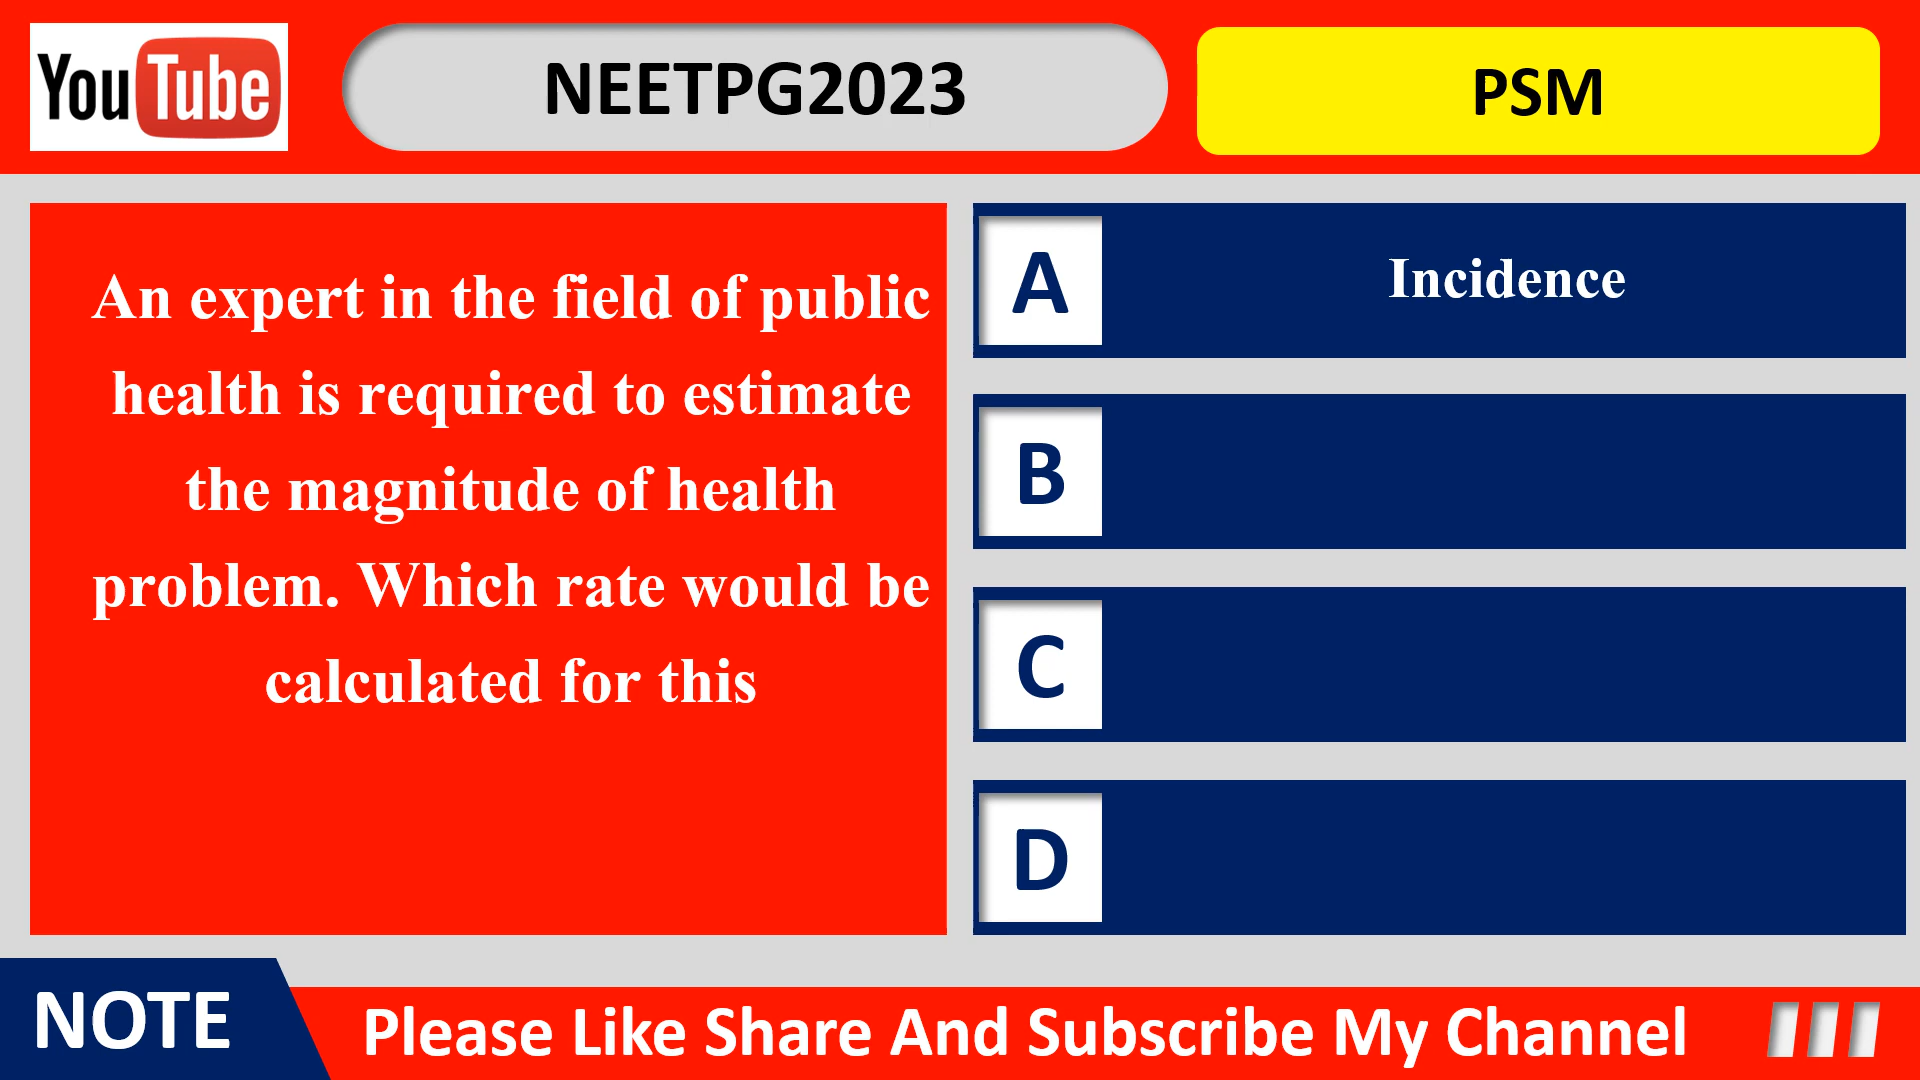 YouTube
NEETPG2023
PSM
An expert in the field of public
health is required to estimate
the magnitude of health
problem. Which rate would be
calculated for this
A
Incidence
B
C
D
NOTE
Please Like Share And Subscribe My Channel